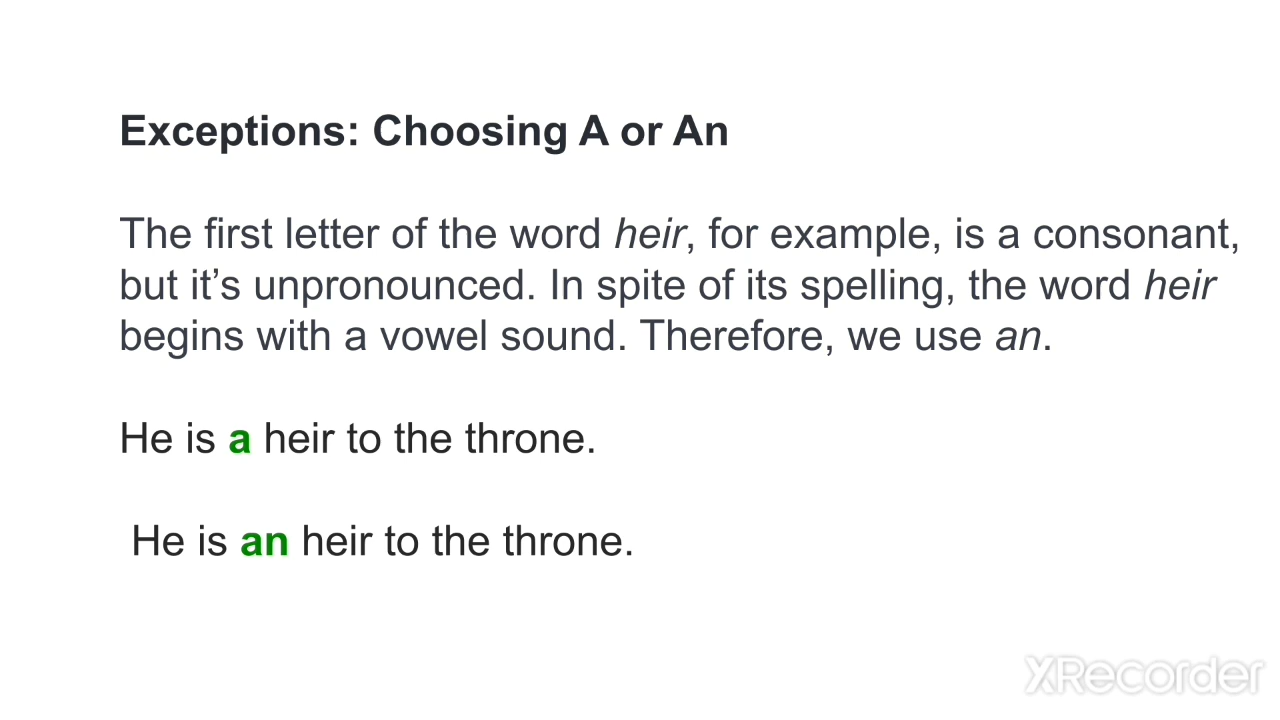 Exceptions: Choosing A or An
The first letter of the word heir, for example, is a consonant,
but it’s unpronounced. In spite of its spelling, the word heir
begins with a vowel sound. Therefore, we use an.
He is a heir to the throne.
He is an heir to the throne.
XRecorder